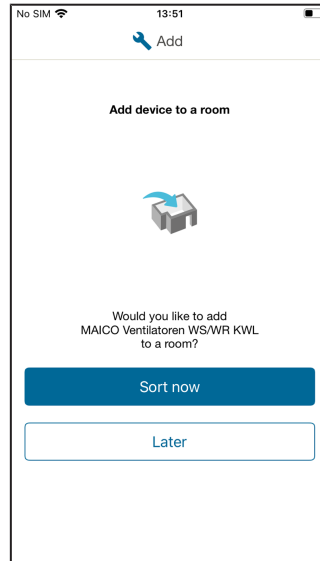 No SIM 13:51
Add
Add device to a room
Would you like to add
MAICO Ventilatoren WS/WR KWL
to a room?
Sort now
Later